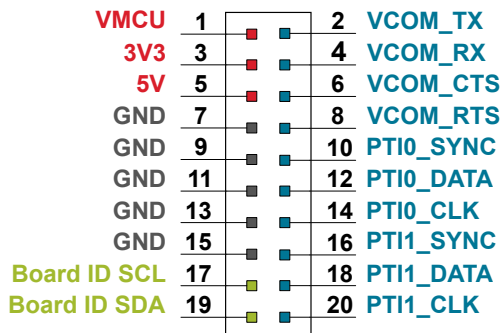 VMCU 1 2 VCOM_TX
3V3 3 4 VCOM_RX
5V 5 6 VCOM_CTS
GND 7 8 VCOM_RTS
GND 9 10 PTI0_SYNC
GND 11 12 PTI0_DATA
GND 13 14 PTI0_CLK
GND 15 16 PTI1_SYNC
Board ID SCL 17 18 PTI1_DATA
Board ID SDA 19 20 PTI1_CLK